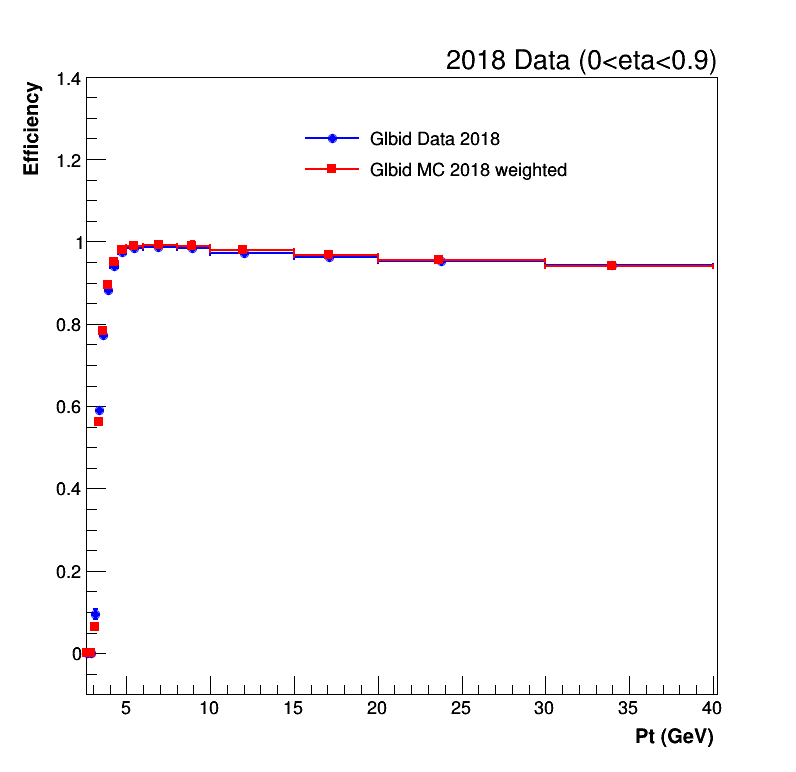 2018 Data (0<eta<0.9)
Efficiency
1.4
1.2
1
0.8
0.6
0.4
0.2
0
Glbid Data 2018
Glbid MC 2018 weighted
5 10 15 20 25 30 35 40
Pt (GeV)